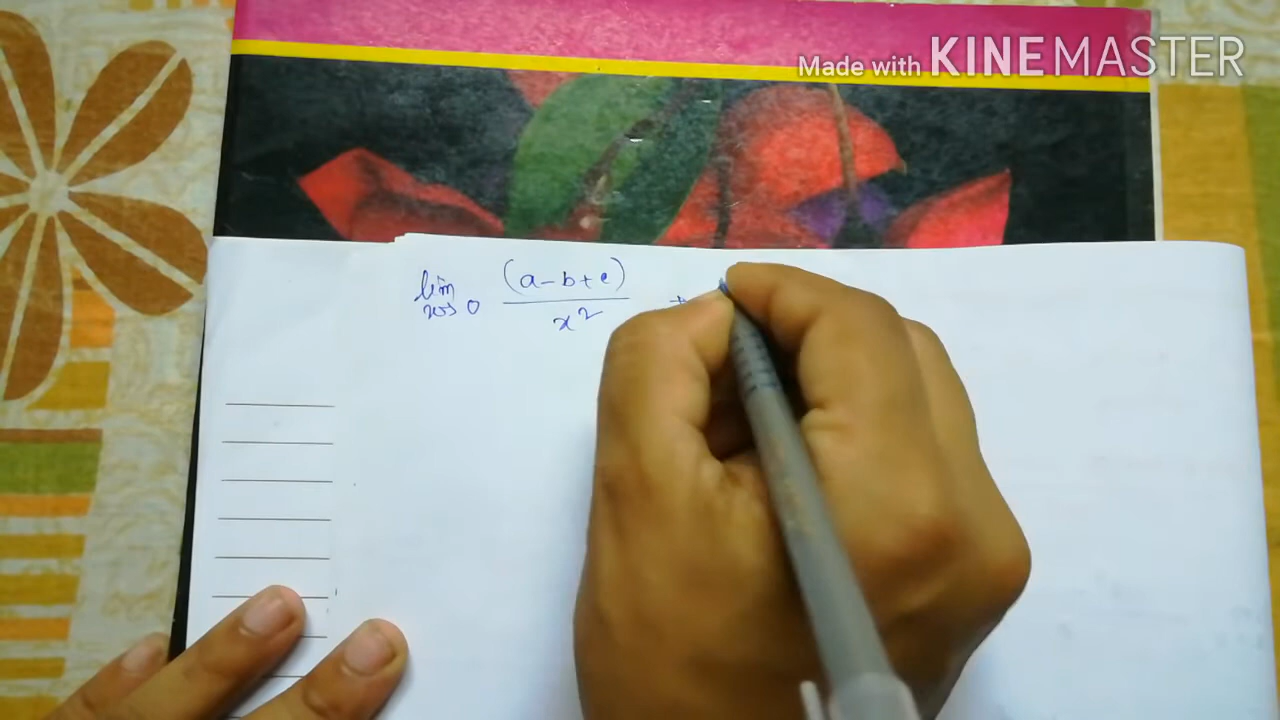 Made with KINEMASTER
lim x→0 (a-b+c)/x² +